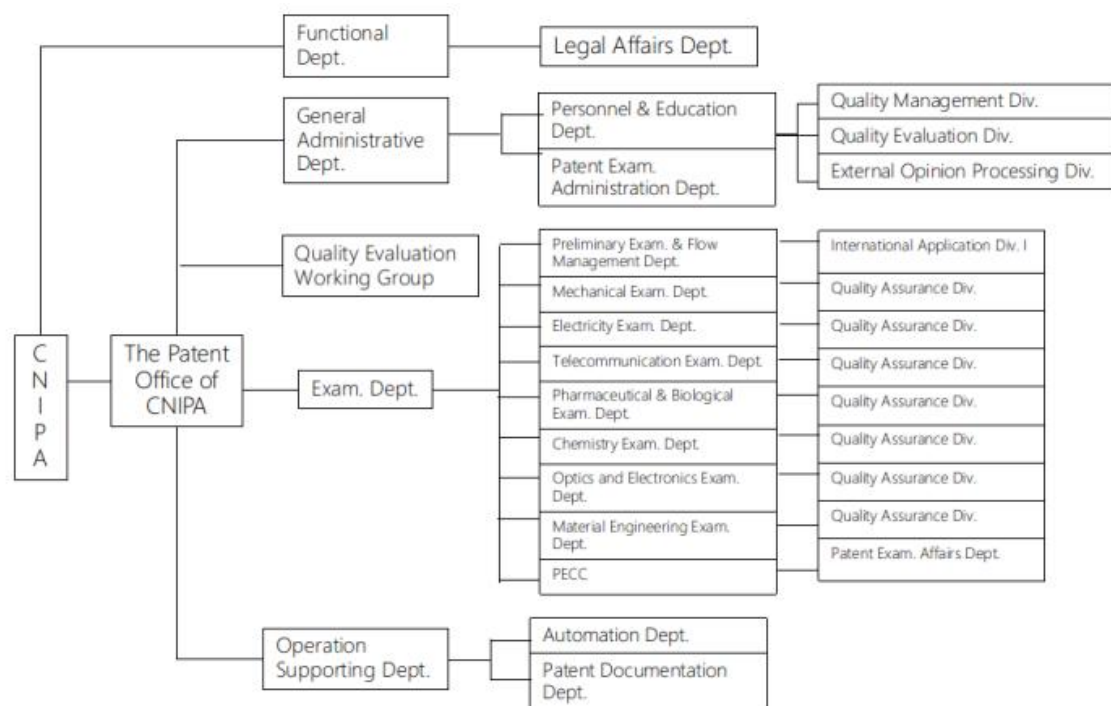 Functional
Dept.
Legal Affairs Dept.
General
Administrative
Dept.
Personnel & Education
Dept.
Patent Exam.
Administration Dept.
Quality Management Div.
Quality Evaluation Div.
External Opinion Processing Div.
Quality Evaluation
Working Group
C
N
I
P
A
The Patent
Office of
CNIPA
Exam. Dept.
Preliminary Exam. & Flow
Management Dept.
Mechanical Exam. Dept.
Electricity Exam. Dept.
Telecommunication Exam. Dept.
Pharmaceutical & Biological
Exam. Dept.
Chemistry Exam. Dept.
Optics and Electronics Exam.
Dept.
Material Engineering Exam.
Dept.
PECC
International Application Div. I
Quality Assurance Div.
Quality Assurance Div.
Quality Assurance Div.
Quality Assurance Div.
Quality Assurance Div.
Quality Assurance Div.
Quality Assurance Div.
Patent Exam. Affairs Dept.
Operation
Supporting Dept.
Automation Dept.
Patent Documentation
Dept.